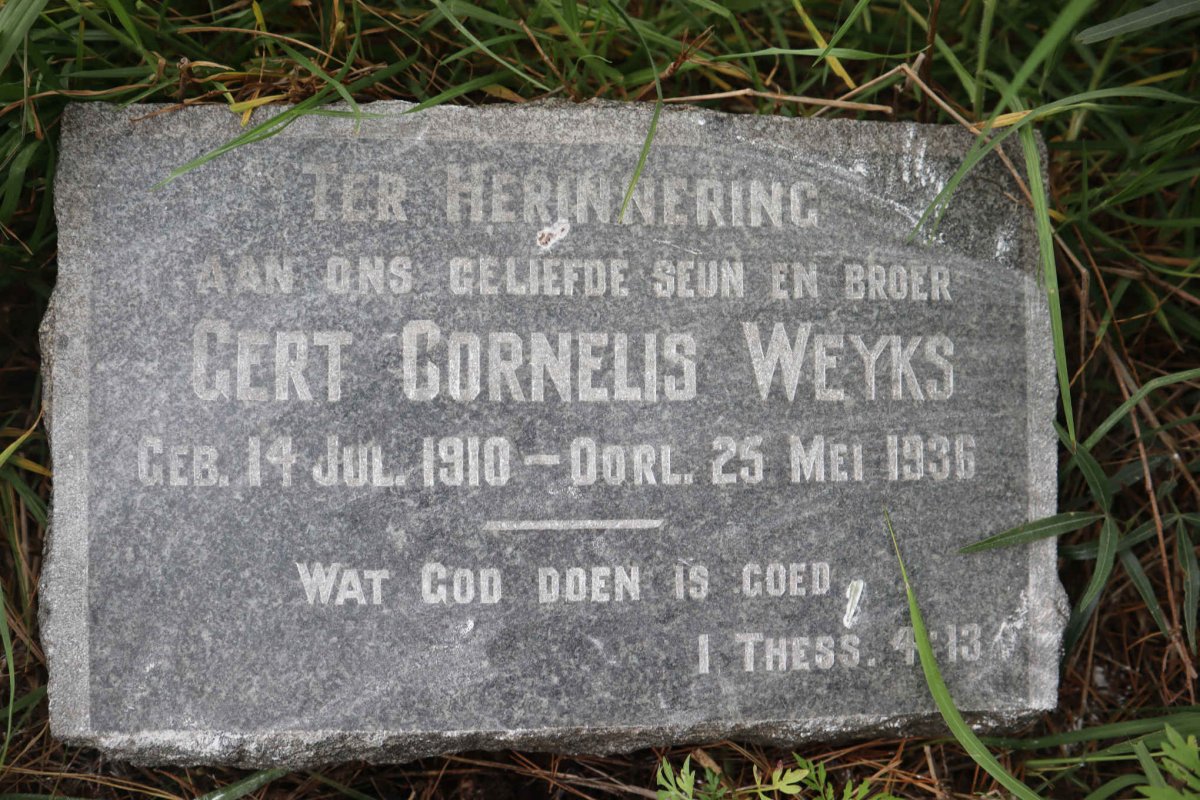 TER HERINNERING
AAN ONS GELIEFDE SEUN EN BROER
GERT CORNELIS WEYKS
GEB. 14 JUL. 1910 – OORL. 25 MEI 1936
WAT GOD DOEN IS GOED
I THESS. 4:13